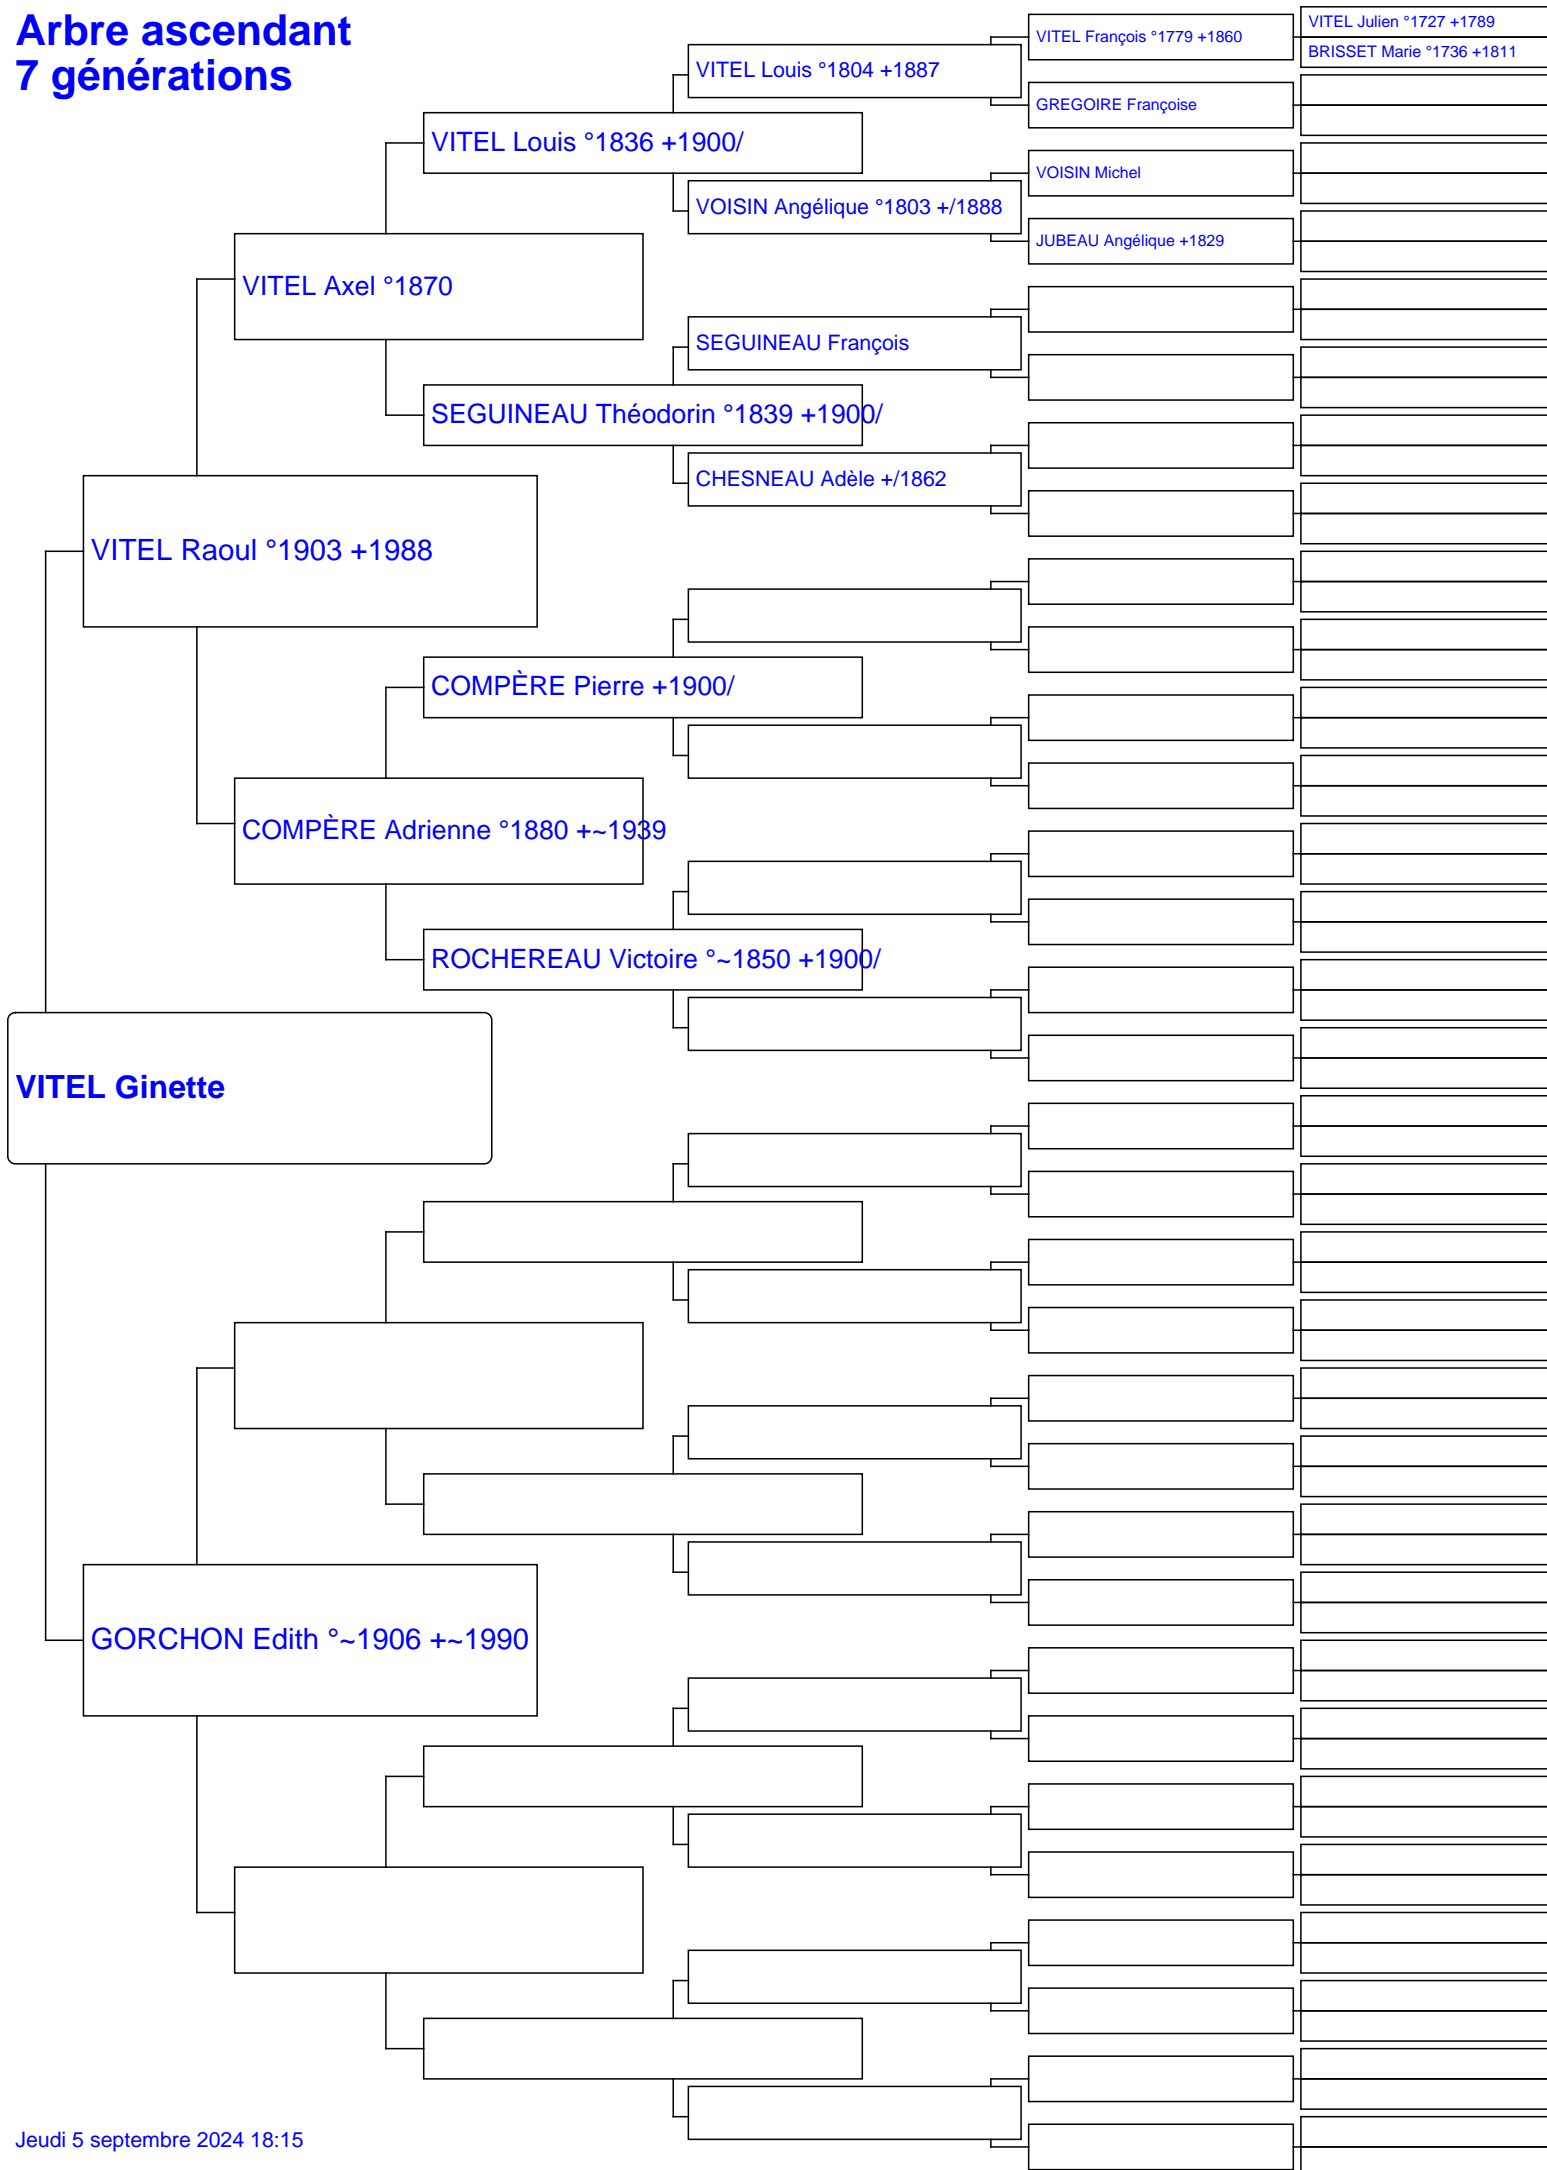 Arbre ascendant
7 générations
VITEL Julien °1727 +1789
VITEL François °1779 +1860
BRISSET Marie °1736 +1811
VITEL Louis °1804 +1887
GREGOIRE Françoise
VITEL Louis °1836 +1900/
VOISIN Michel
VOISIN Angélique °1803 +/1888
JUBEAU Angélique +1829
VITEL Axel °1870
SEGUINEAU François
SEGUINEAU Théodorin °1839 +1900/
CHESNEAU Adèle +/1862
VITEL Raoul °1903 +1988
COMPÈRE Pierre +1900/
COMPÈRE Adrienne °1880 +~1939
ROCHEREAU Victoire °~1850 +1900/
VITEL Ginette
GORCHON Edith °~1906 +~1990
Jeudi 5 septembre 2024 18:15